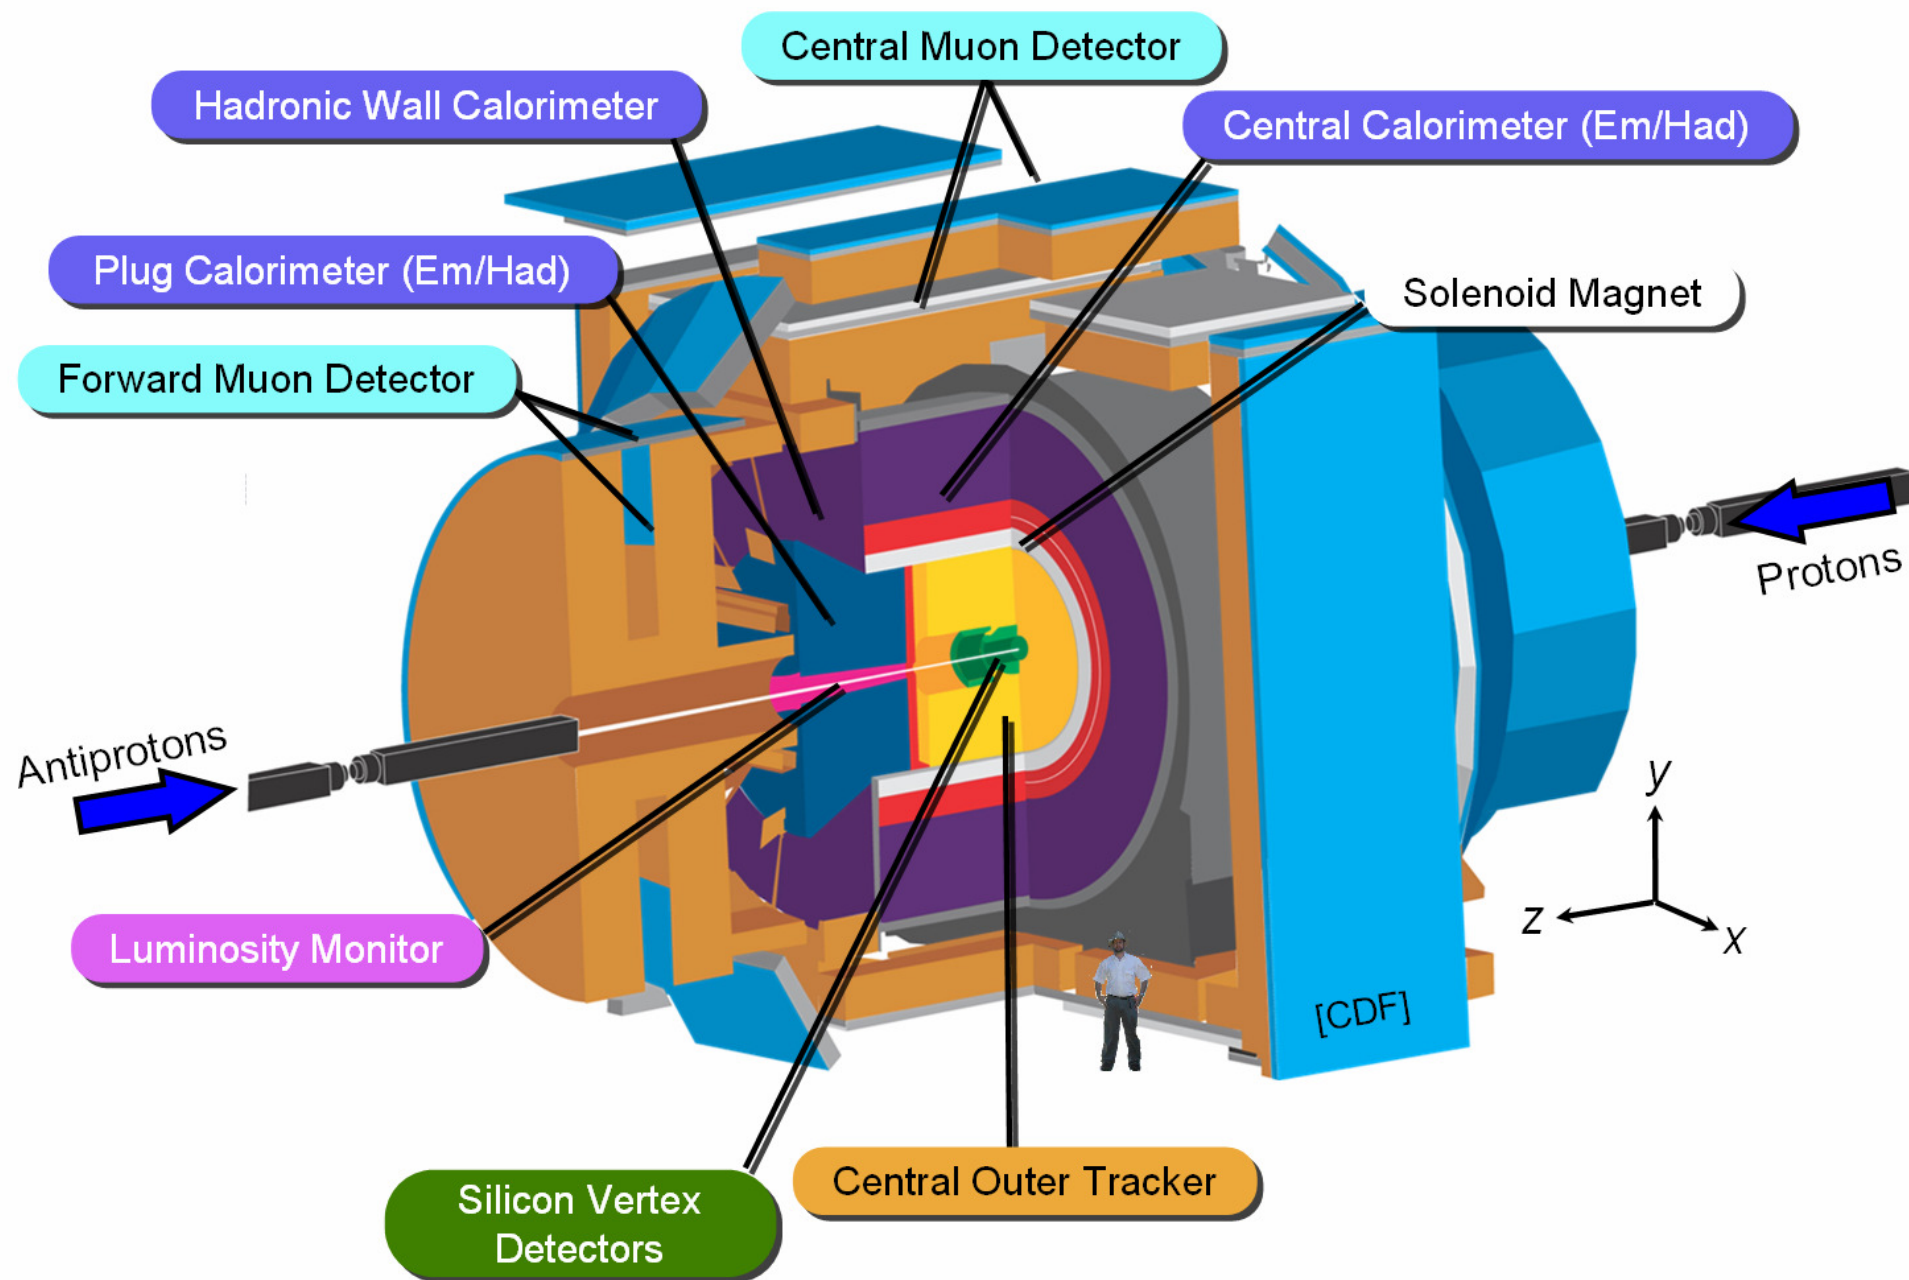 Central Muon Detector
Hadronic Wall Calorimeter
Central Calorimeter (Em/Had)
Plug Calorimeter (Em/Had)
Solenoid Magnet
Forward Muon Detector
Protons
Antiprotons
y
z
x
Luminosity Monitor
[CDF]
Central Outer Tracker
Silicon Vertex
Detectors